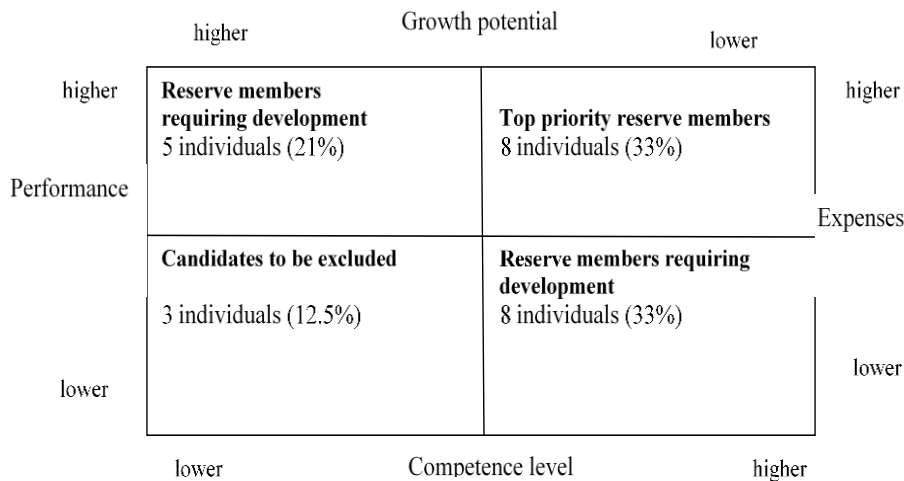 Growth potential
higher
lower
higher
higher
Reserve members
requiring development
5 individuals (21%)
Top priority reserve members
8 individuals (33%)
Performance
Expenses
Candidates to be excluded
3 individuals (12.5%)
Reserve members requiring
development
8 individuals (33%)
lower
lower
lower
Competence level
higher